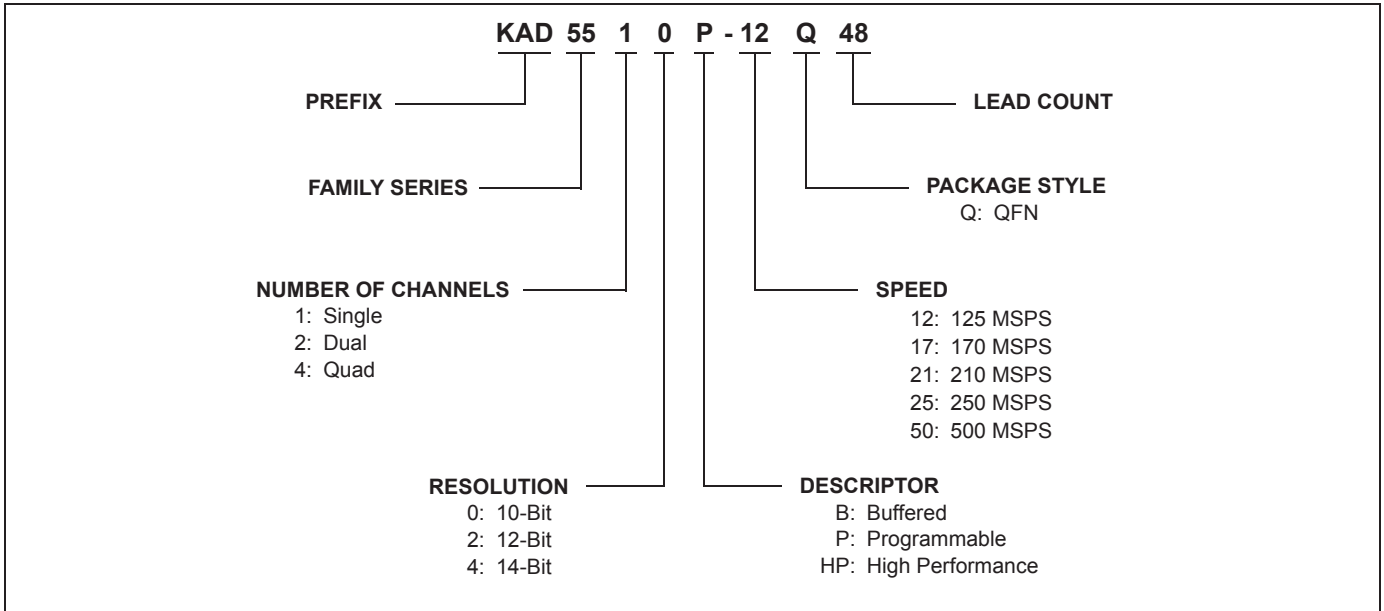 KAD 55 1 0 P - 12 Q 48
PREFIX
LEAD COUNT
FAMILY SERIES
PACKAGE STYLE
Q: QFN
NUMBER OF CHANNELS
1: Single
2: Dual
4: Quad
SPEED
12: 125 MSPS
17: 170 MSPS
21: 210 MSPS
25: 250 MSPS
50: 500 MSPS
RESOLUTION
0: 10-Bit
2: 12-Bit
4: 14-Bit
DESCRIPTOR
B: Buffered
P: Programmable
HP: High Performance